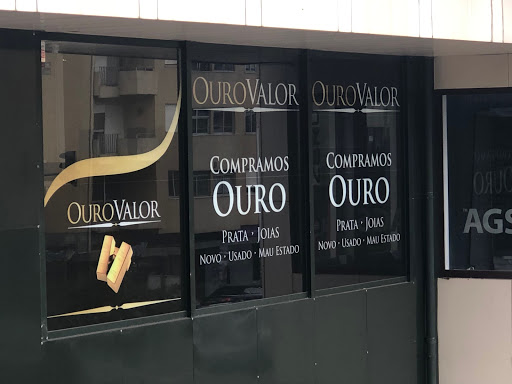 OUROVALOR
OUROVALOR
COMPRAMOS
OURO
PRATA · JOIAS
NOVO · USADO · MAU ESTADO
OUROVALOR
COMPRAMOS
OURO
PRATA · JOIAS
NOVO · USADO · MAU ESTADO
OURO
AGS